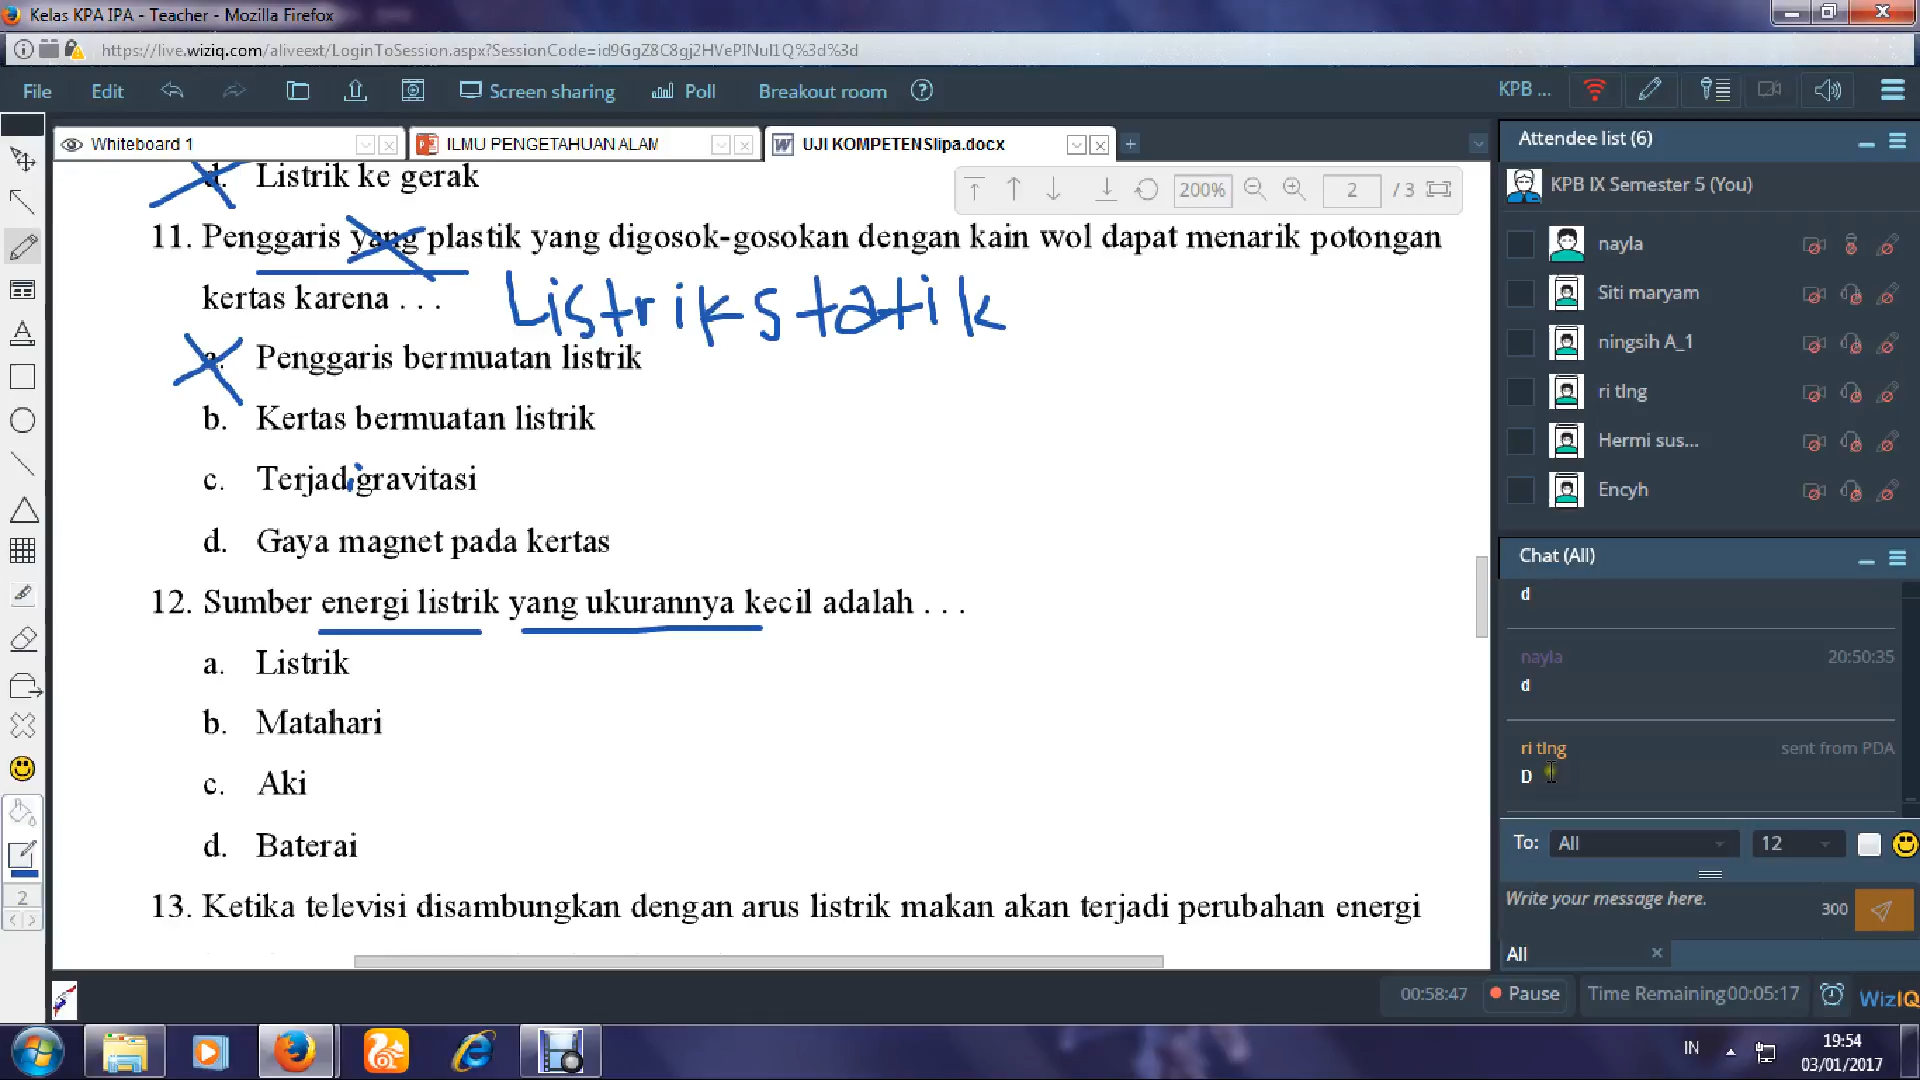 Kelas KPA IPA - Teacher - Mozilla Firefox
https://live.wiziq.com/aliveext/LoginToSession.aspx?SessionCode=id9GgZ8C8gj2HVePINuI1Q%3d%3d
File Edit Screen sharing Poll Breakout room KPB ...
Whiteboard 1 ILMU PENGETAHUAN ALAM UJI KOMPETENSIipa.docx
200% 2 / 3
d. Listrik ke gerak
11. Penggaris yang plastik yang digosok-gosokan dengan kain wol dapat menarik potongan
kertas karena . . . Listrik statik
a. Penggaris bermuatan listrik
b. Kertas bermuatan listrik
c. Terjadi gravitasi
d. Gaya magnet pada kertas
12. Sumber energi listrik yang ukurannya kecil adalah . . .
a. Listrik
b. Matahari
c. Aki
d. Baterai
13. Ketika televisi disambungkan dengan arus listrik makan akan terjadi perubahan energi
2
Attendee list (6)
KPB IX Semester 5 (You)
nayla
Siti maryam
ningsih A_1
ri tIng
Hermi sus...
Encyh
Chat (All)
d
nayla 20:50:35
d
ri tIng sent from PDA
D
To: All 12
Write your message here. 300
All
00:58:47 Pause Time Remaining00:05:17 WizIQ
IN 19:54
03/01/2017